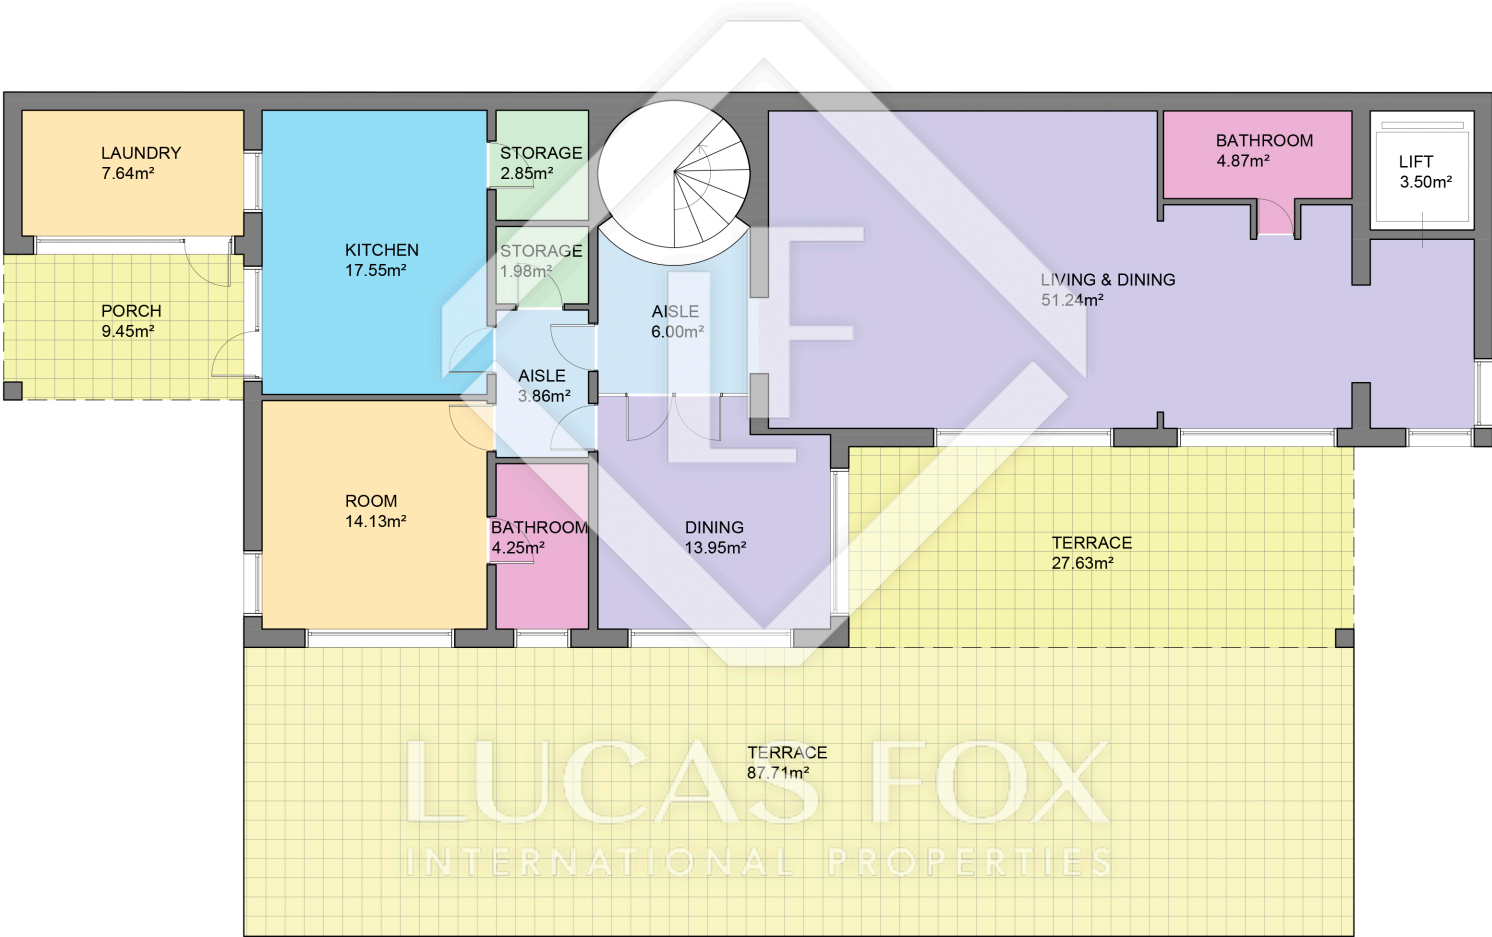 LAUNDRY
7.64m²
KITCHEN
17.55m²
STORAGE
2.85m²
STORAGE
1.98m²
PORCH
9.45m²
AISLE
3.86m²
AISLE
6.00m²
LIVING & DINING
51.24m²
BATHROOM
4.87m²
LIFT
3.50m²
ROOM
14.13m²
BATHROOM
4.25m²
DINING
13.95m²
TERRACE
27.63m²
TERRACE
87.71m²
LF
LUCAS FOX
INTERNATIONAL PROPERTIES